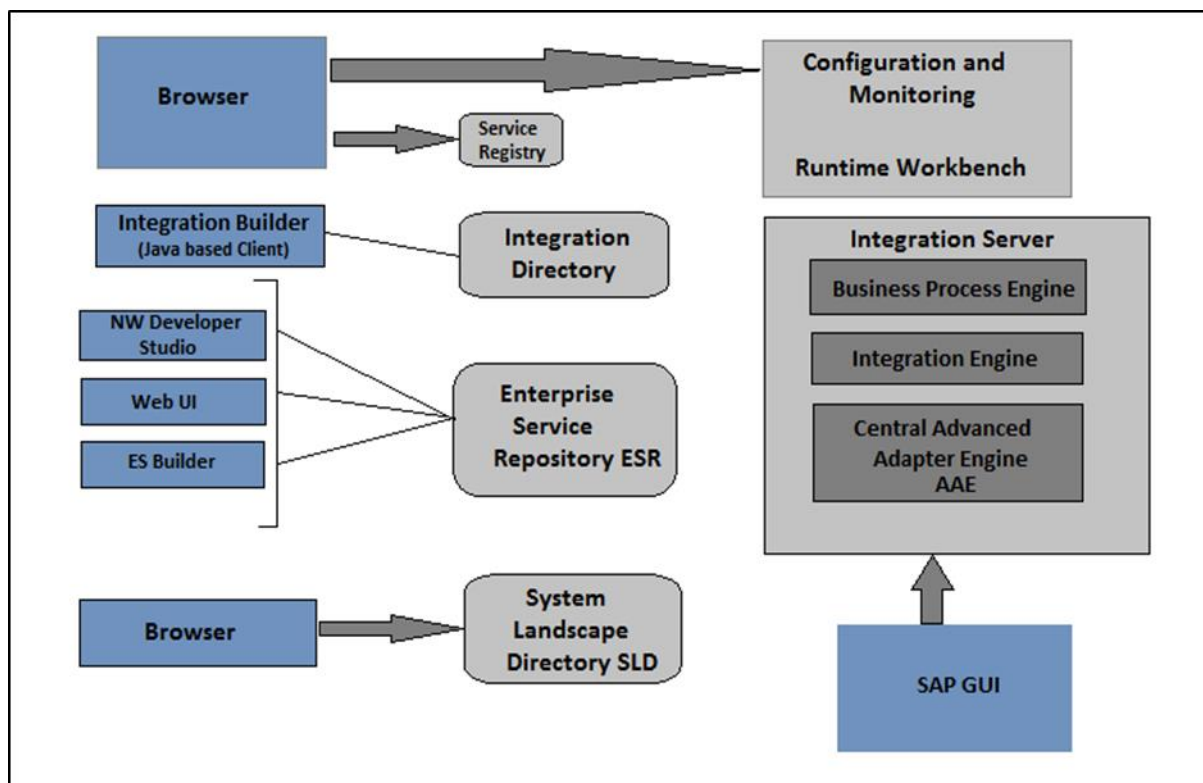 Browser
Configuration and
Monitoring
Runtime Workbench
Service
Registry
Integration Builder
(Java based Client)
Integration
Directory
Integration Server
Business Process Engine
Integration Engine
Central Advanced
Adapter Engine
AAE
NW Developer
Studio
Web UI
ES Builder
Enterprise
Service
Repository ESR
Browser
System
Landscape
Directory SLD
SAP GUI